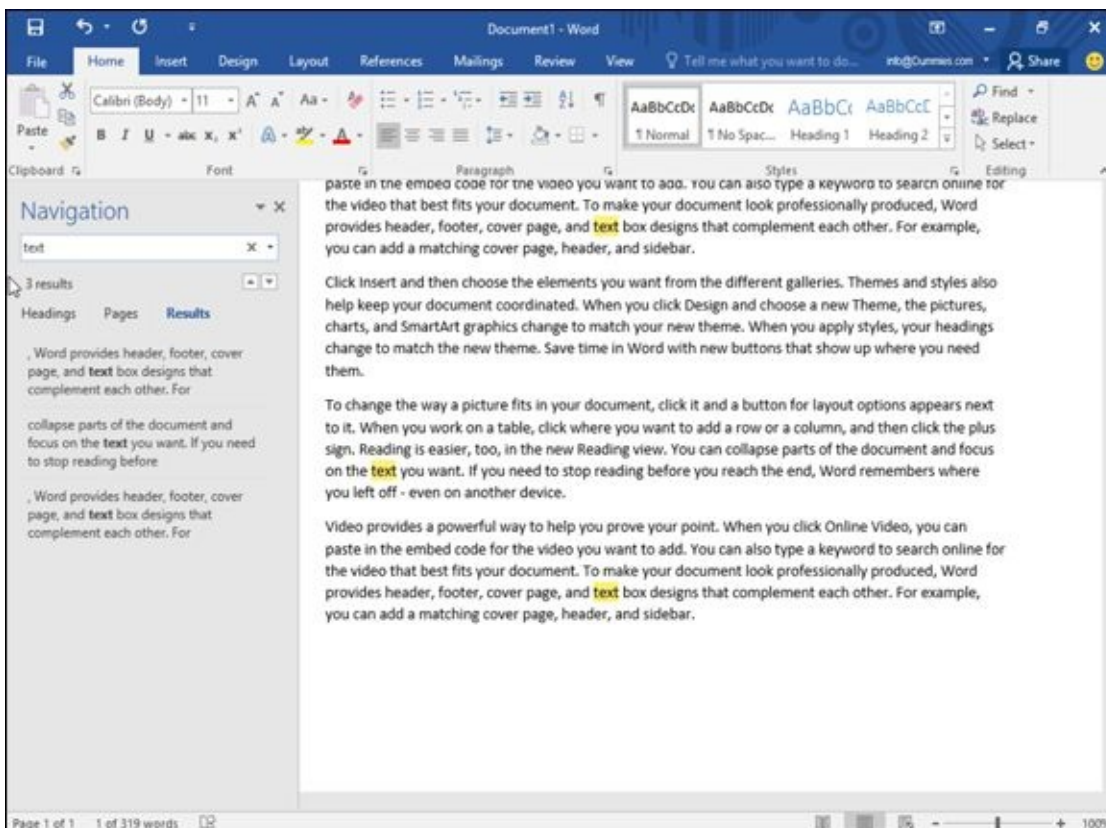 Document1 - Word
File Home Insert Design Layout References Mailings Review View Tell me what you want to do... info@Dummies.com Share
Paste
Calibri (Body) 11 A A Aa
B I U abc x, x² A A
AaBbCcDc AaBbCcDc AaBbCc AaBbCcD
¶ Normal ¶ No Spac... Heading 1 Heading 2
Find
Replace
Select
Clipboard Font Paragraph Styles Editing
Navigation
text
3 results
Headings Pages Results
, Word provides header, footer, cover
page, and text box designs that
complement each other. For
collapse parts of the document and
focus on the text you want. If you need
to stop reading before
, Word provides header, footer, cover
page, and text box designs that
complement each other. For
paste in the embed code for the video you want to add. You can also type a keyword to search online for
the video that best fits your document. To make your document look professionally produced, Word
provides header, footer, cover page, and text box designs that complement each other. For example,
you can add a matching cover page, header, and sidebar.
Click Insert and then choose the elements you want from the different galleries. Themes and styles also
help keep your document coordinated. When you click Design and choose a new Theme, the pictures,
charts, and SmartArt graphics change to match your new theme. When you apply styles, your headings
change to match the new theme. Save time in Word with new buttons that show up where you need
them.
To change the way a picture fits in your document, click it and a button for layout options appears next
to it. When you work on a table, click where you want to add a row or a column, and then click the plus
sign. Reading is easier, too, in the new Reading view. You can collapse parts of the document and focus
on the text you want. If you need to stop reading before you reach the end, Word remembers where
you left off - even on another device.
Video provides a powerful way to help you prove your point. When you click Online Video, you can
paste in the embed code for the video you want to add. You can also type a keyword to search online for
the video that best fits your document. To make your document look professionally produced, Word
provides header, footer, cover page, and text box designs that complement each other. For example,
you can add a matching cover page, header, and sidebar.
Page 1 of 1 1 of 319 words 100%